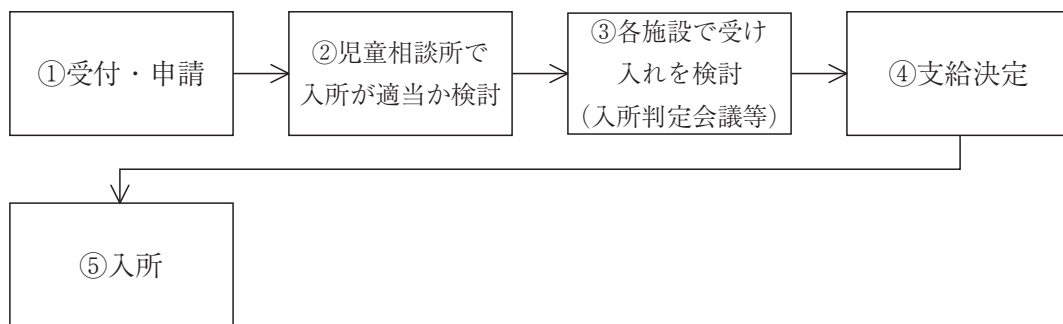 ①受付・申請
②児童相談所で
入所が適当か検討
③各施設で受け
入れを検討
(入所判定会議等)
④支給決定
⑤入所